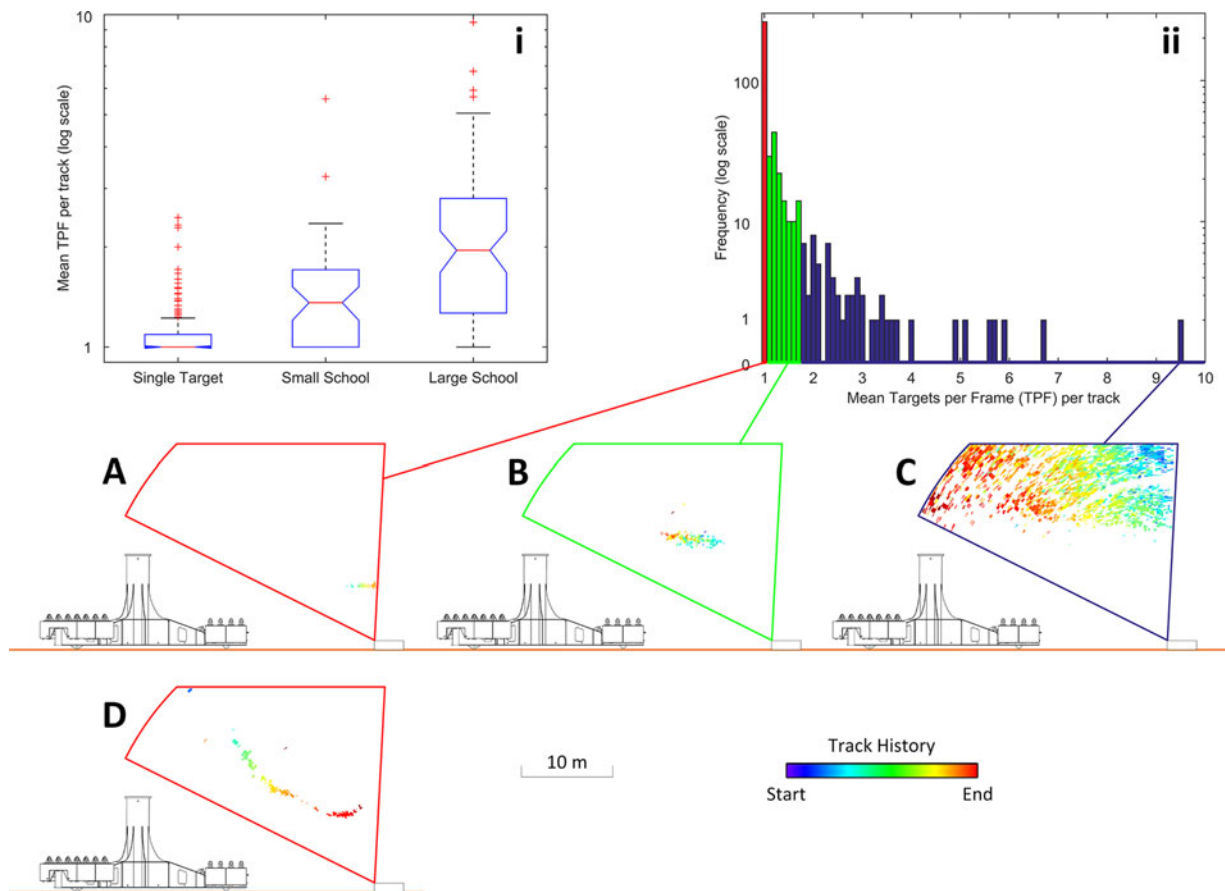 i
10
1
Mean TPF per track (log scale)
Single Target
Small School
Large School
ii
100
10
1
0
Frequency (log scale)
1 2 3 4 5 6 7 8 9 10
Mean Targets per Frame (TPF) per track
A
B
C
D
10 m
Track History
Start
End